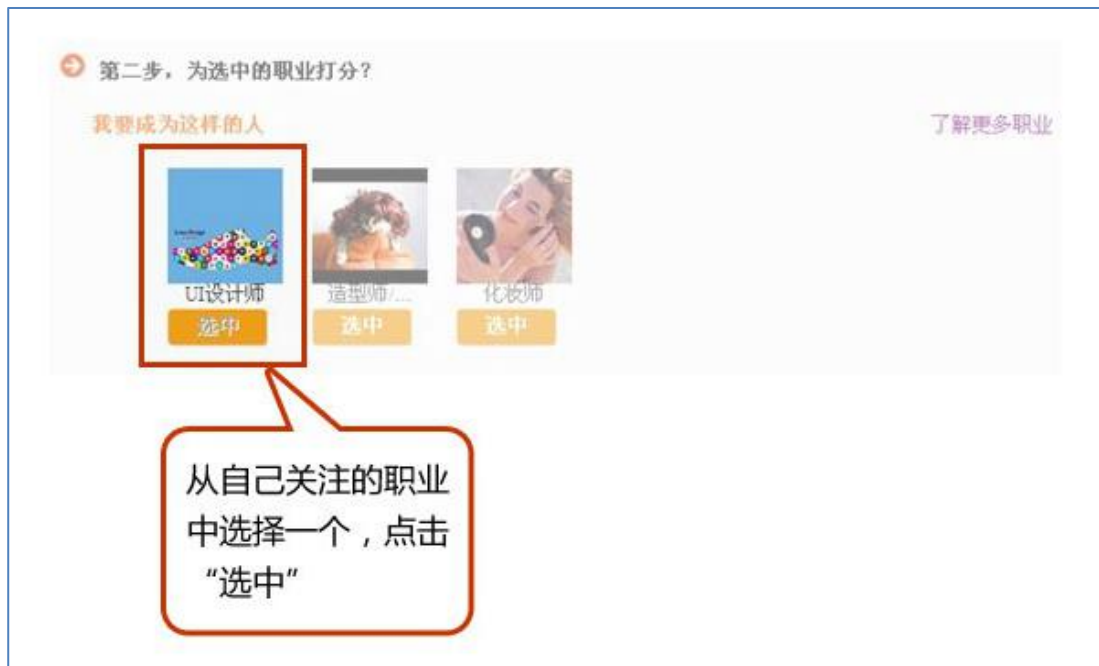 第二步，为选中的职业打分？
我要成为这样的人
了解更多职业
UI设计师
造型师/...
化妆师
选中
选中
选中
从自己关注的职业
中选择一个，点击
“选中”